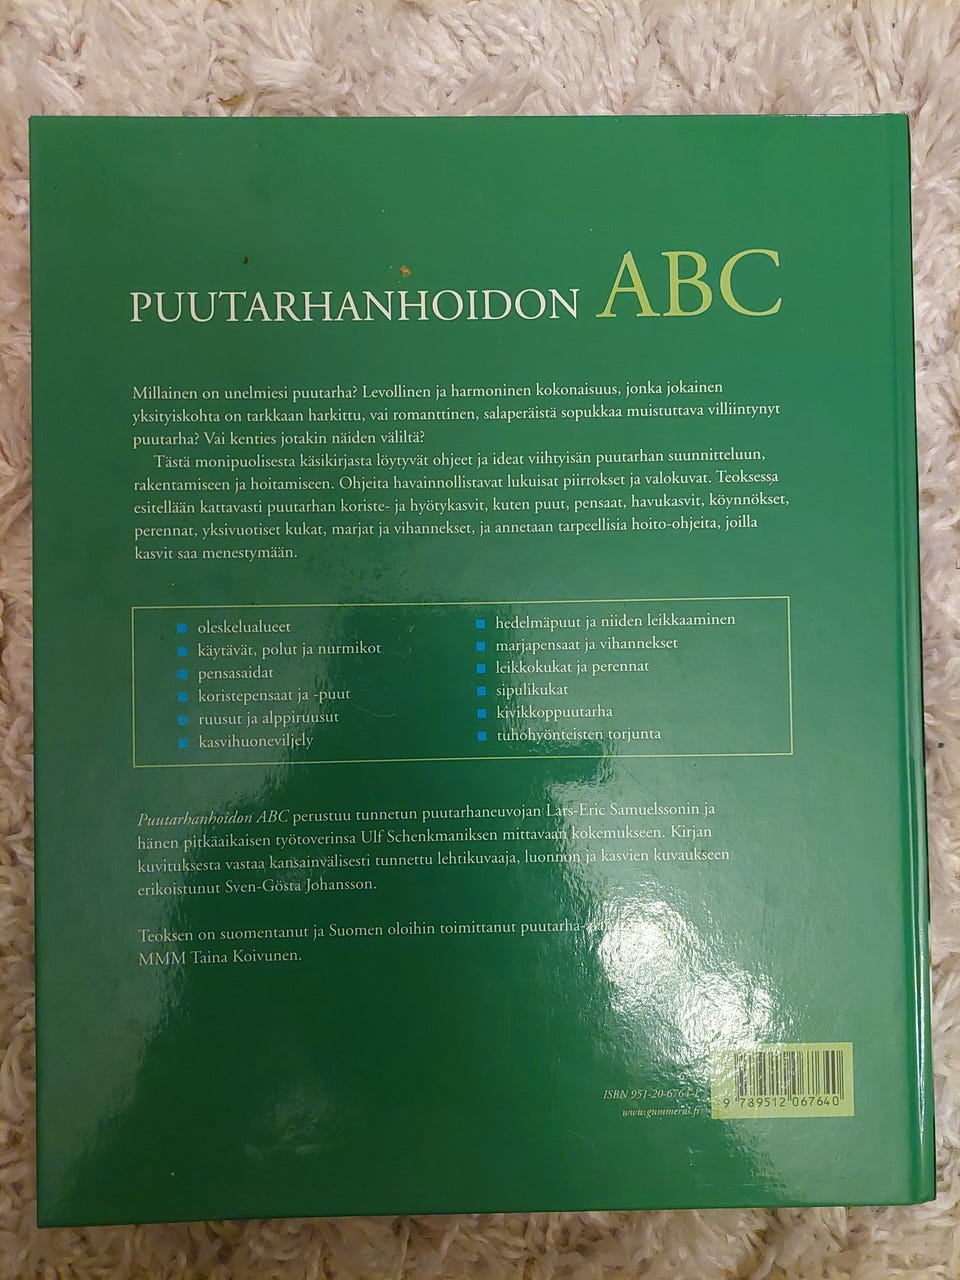 PUUTARHANHOIDON ABC
Millainen on unelmiesi puutarha? Levollinen ja harmoninen kokonaisuus, jonka jokainen
yksityiskohta on tarkkaan harkittu, vai romanttinen, salaperäistä sopukkaa muistuttava villiintynyt
puutarha? Vai kenties jotakin näiden väliltä?
Tästä monipuolisesta käsikirjasta löytyvät ohjeet ja ideat viihtyisän puutarhan suunnitteluun,
rakentamiseen ja hoitamiseen. Ohjeita havainnollistavat lukuisat piirrokset ja valokuvat. Teoksessa
esitellään kattavasti puutarhan koriste- ja hyötykasvit, kuten puut, pensaat, havukasvit, köynnökset,
perennat, yksivuotiset kukat, marjat ja vihannekset, ja annetaan tarpeellisia hoito-ohjeita, joilla
kasvit saa menestymään.
oleskelualueet
käytävät, polut ja nurmikot
pensasaidat
koristepensaat ja -puut
ruusut ja alppiruusut
kasvihuoneviljely
hedelmäpuut ja niiden leikkaaminen
marjapensaat ja vihannekset
leikkokukat ja perennat
sipulikukat
kivikkoppuutarha
tuhohyönteisten torjunta
Puutarhanhoidon ABC perustuu tunnetun puutarhaneuvojan Lars-Eric Samuelssonin ja
hänen pitkäaikaisen työtoverinsa Ulf Schenkmaniksen mittavaan kokemukseen. Kirjan
kuvituksesta vastaa kansainvälisesti tunnettu lehtikuvaaja, luonnon ja kasvien kuvaukseen
erikoistunut Sven-Gösta Johansson.
Teoksen on suomentanut ja Suomen oloihin toimittanut puutarha-
MMM Taina Koivunen.
ISBN 951-20-6764-1
www.gummerus.fi
9 789512 067640